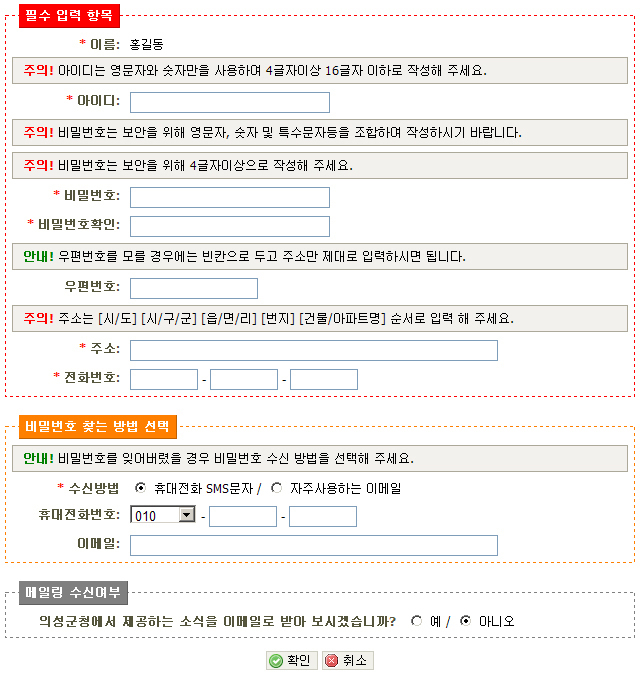 필수 입력 항목
* 이름: 홍길동
주의! 아이디는 영문자와 숫자만을 사용하여 4글자이상 16글자 이하로 작성해 주세요.
* 아이디:
주의! 비밀번호는 보안을 위해 영문자, 숫자 및 특수문자등을 조합하여 작성하시기 바랍니다.
주의! 비밀번호는 보안을 위해 4글자이상으로 작성해 주세요.
* 비밀번호:
* 비밀번호확인:
안내! 우편번호를 모를 경우에는 빈칸으로 두고 주소만 제대로 입력하시면 됩니다.
우편번호:
주의! 주소는 [시/도] [시/구/군] [읍/면/리] [번지] [건물/아파트명] 순서로 입력 해 주세요.
* 주소:
* 전화번호: - -
비밀번호 찾는 방법 선택
안내! 비밀번호를 잊어버렸을 경우 비밀번호 수신 방법을 선택해 주세요.
* 수신방법 휴대전화 SMS문자 / 자주사용하는 이메일
휴대전화번호: 010 - -
이메일:
메일링 수신여부
의성군청에서 제공하는 소식을 이메일로 받아 보시겠습니까? 예 / 아니오
확인 취소